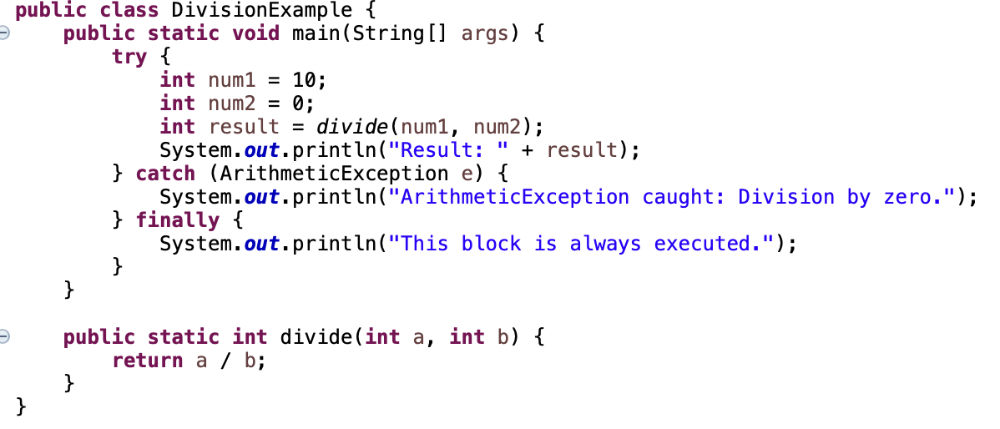 public class DivisionExample {
    public static void main(String[] args) {
        try {
            int num1 = 10;
            int num2 = 0;
            int result = divide(num1, num2);
            System.out.println("Result: " + result);
        } catch (ArithmeticException e) {
            System.out.println("ArithmeticException caught: Division by zero.");
        } finally {
            System.out.println("This block is always executed.");
        }
    }

    public static int divide(int a, int b) {
        return a / b;
    }
}